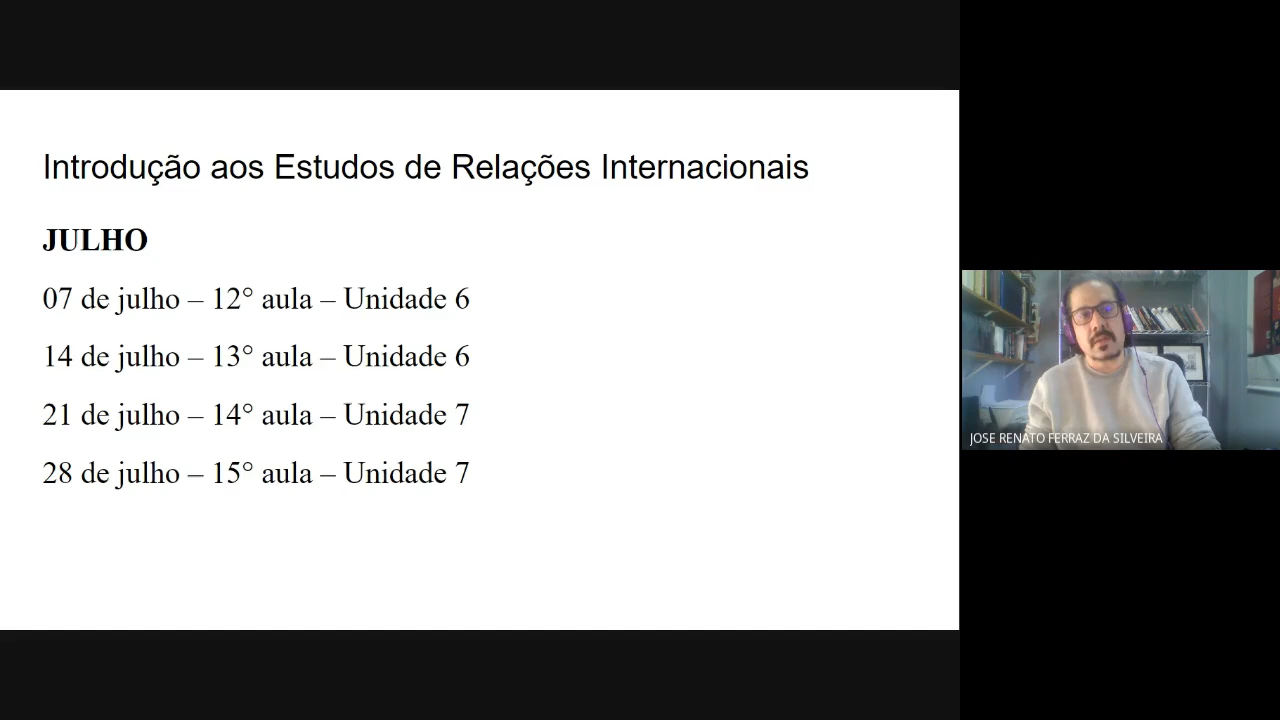 Introdução aos Estudos de Relações Internacionais
JULHO
07 de julho – 12° aula – Unidade 6
14 de julho – 13° aula – Unidade 6
21 de julho – 14° aula – Unidade 7
28 de julho – 15° aula – Unidade 7
JOSE RENATO FERRAZ DA SILVEIRA